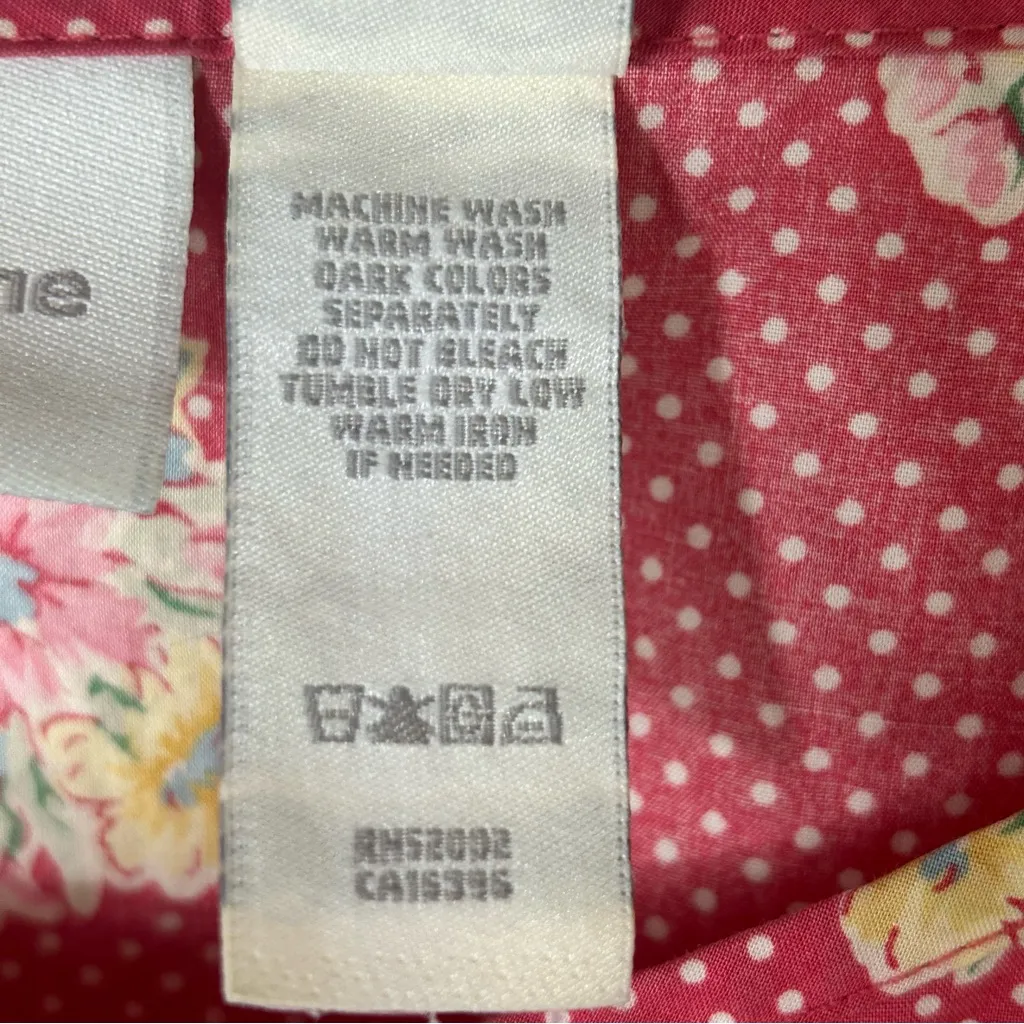 ne
MACHINE WASH
WARM WASH
DARK COLORS
SEPARATELY
DO NOT BLEACH
TUMBLE DRY LOW
WARM IRON
IF NEEDED
RN52002
CA16396